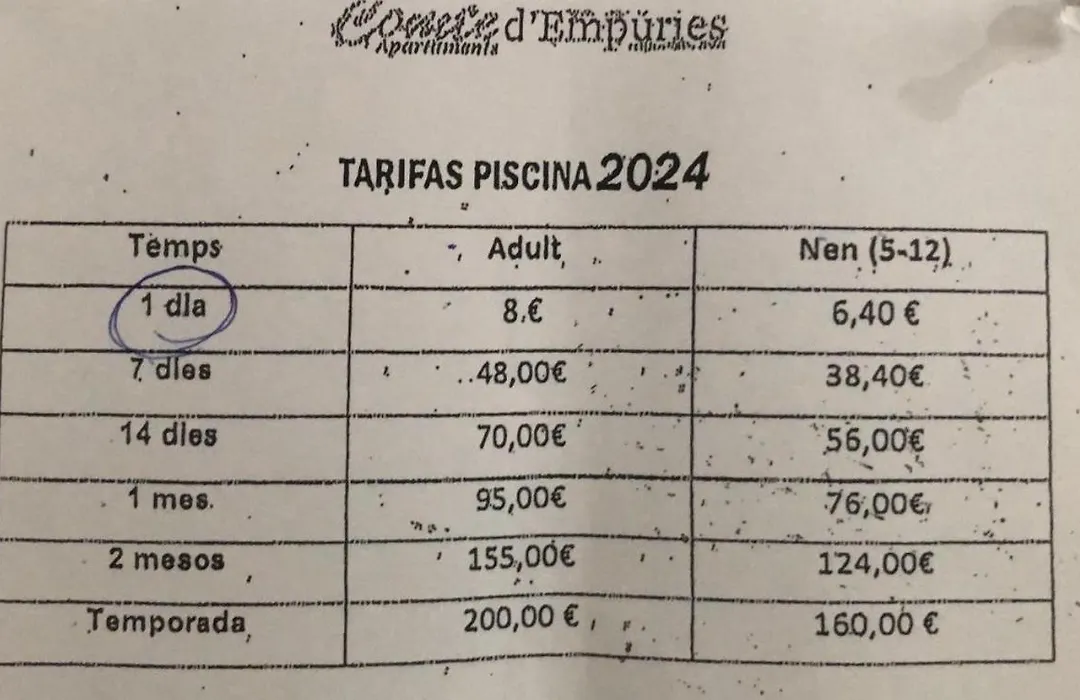 Comte d'Empúries
Apartaments
TARIFAS PISCINA 2024
Temps Adult Nen (5-12)
1 dia 8.€ 6,40 €
7 dies 48,00€ 38,40€
14 dies 70,00€ 56,00€
1 mes. 95,00€ 76,00€
2 mesos 155,00€ 124,00€
Temporada 200,00 € 160,00 €